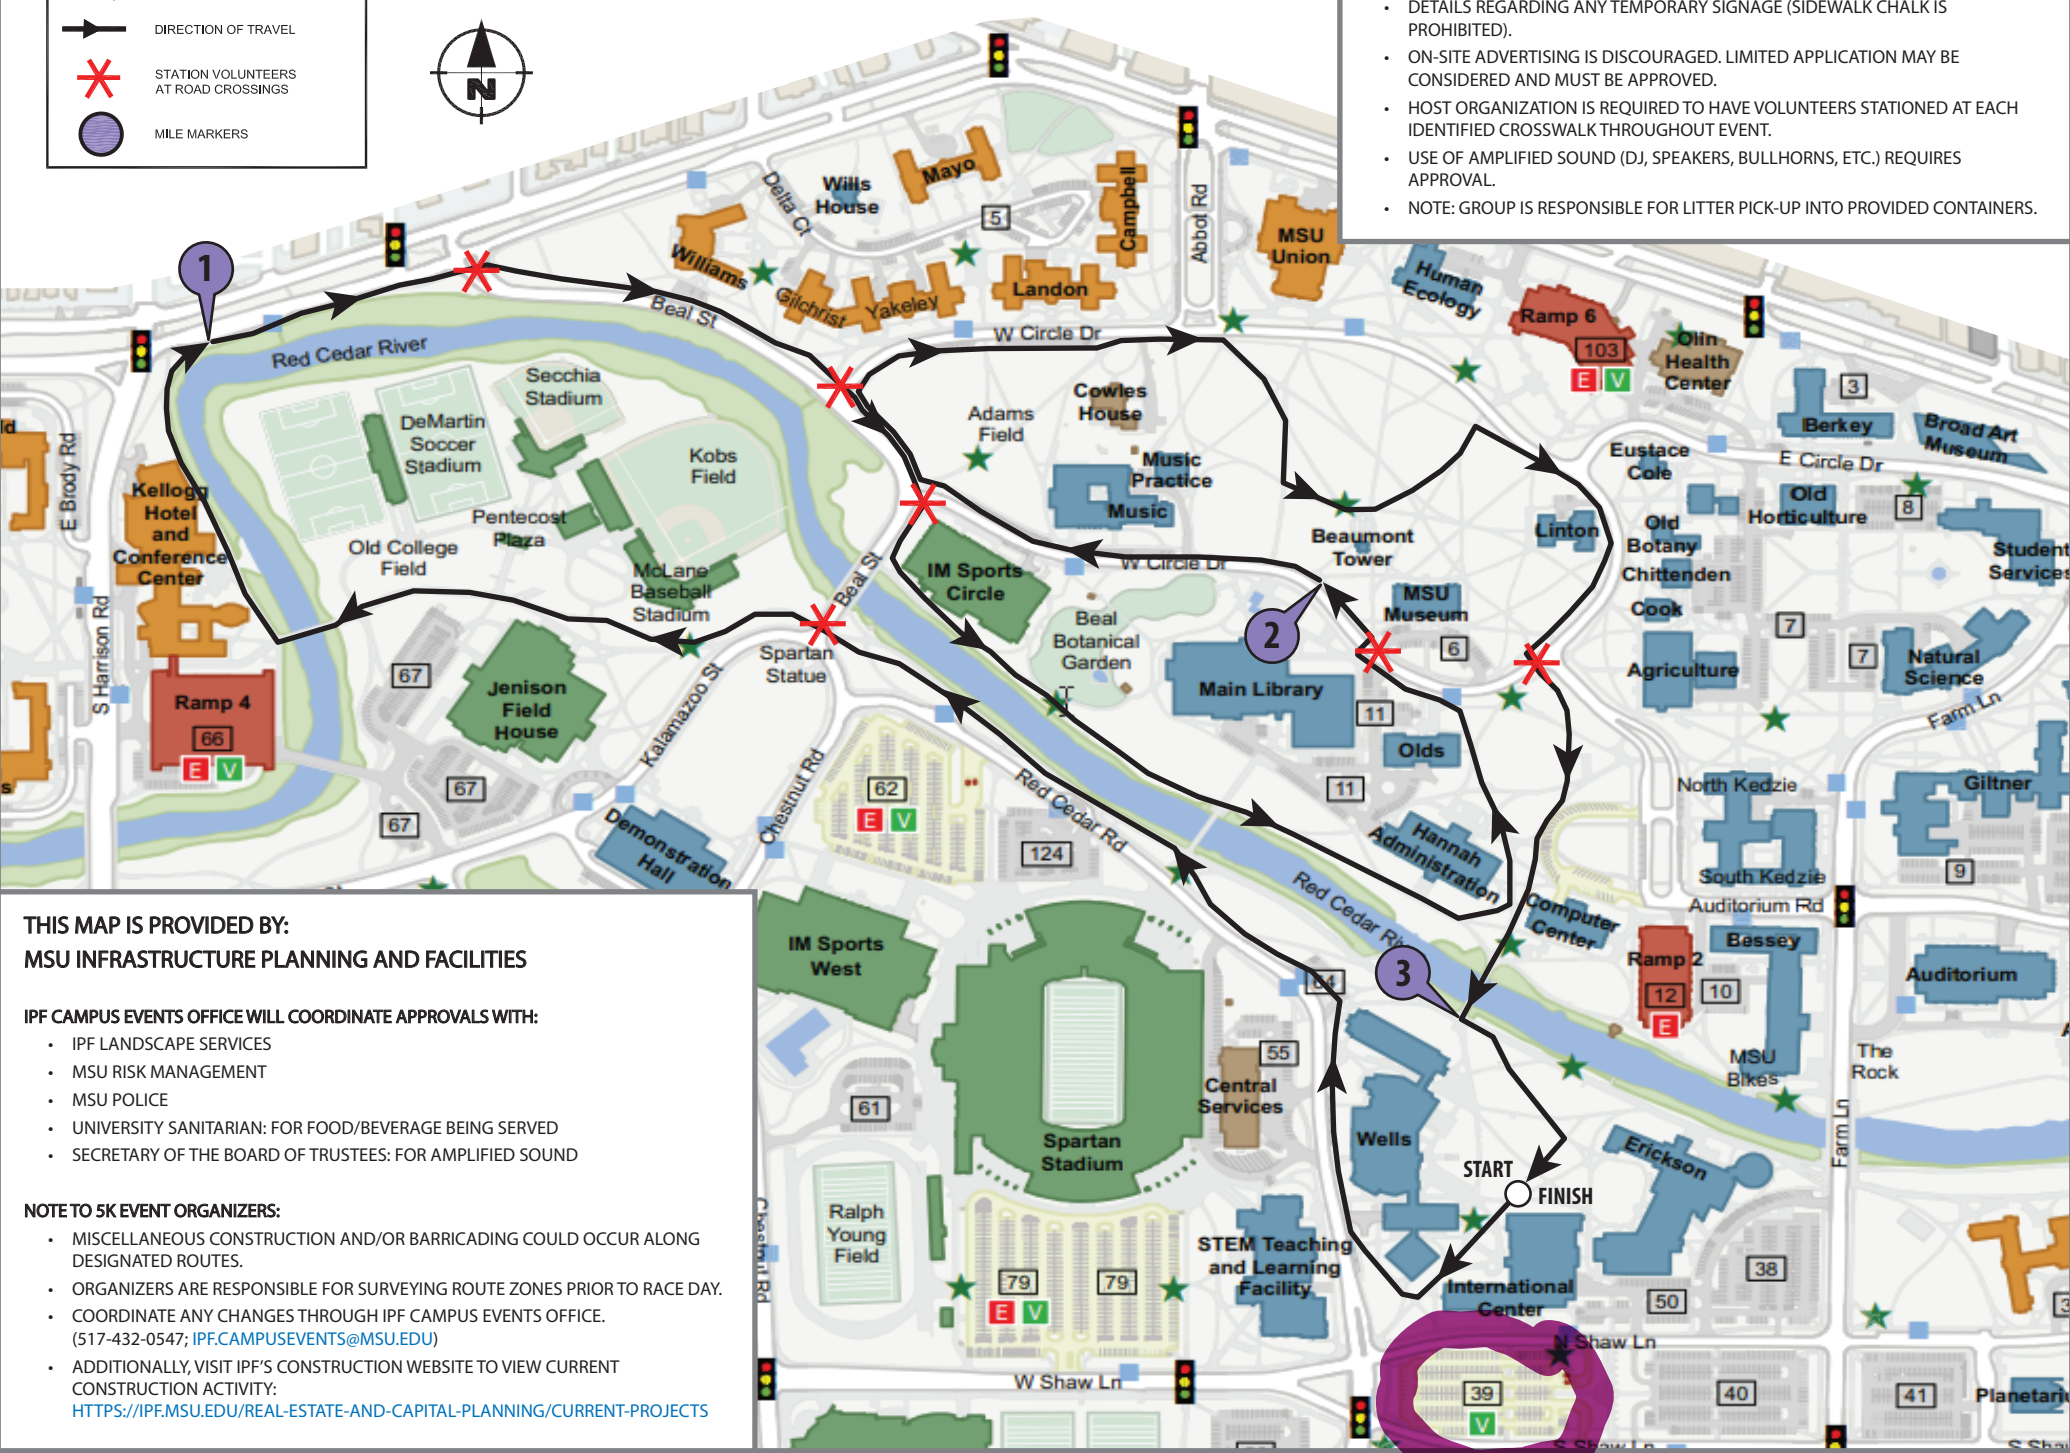 DIRECTION OF TRAVEL
STATION VOLUNTEERS
AT ROAD CROSSINGS
MILE MARKERS
N
• DETAILS REGARDING ANY TEMPORARY SIGNAGE (SIDEWALK CHALK IS
PROHIBITED).
• ON-SITE ADVERTISING IS DISCOURAGED. LIMITED APPLICATION MAY BE
CONSIDERED AND MUST BE APPROVED.
• HOST ORGANIZATION IS REQUIRED TO HAVE VOLUNTEERS STATIONED AT EACH
IDENTIFIED CROSSWALK THROUGHOUT EVENT.
• USE OF AMPLIFIED SOUND (DJ, SPEAKERS, BULLHORNS, ETC.) REQUIRES
APPROVAL.
• NOTE: GROUP IS RESPONSIBLE FOR LITTER PICK-UP INTO PROVIDED CONTAINERS.
Mayo
Wills
House
Delta Ct
5
Campbell
Abbot Rd
MSU
Union
Williams
Gilchrist
Yakeley
Landon
Human
Ecology
Ramp 6
103
E V
Olin
Health
Center
3
Berkey
Broad Art
Museum
1
Beal St
W Circle Dr
Red Cedar River
Secchia
Stadium
DeMartin
Soccer
Stadium
Kobs
Field
Adams
Field
Cowles
House
Music
Practice
Music
Eustace
Cole
E Circle Dr
Old
Horticulture
8
E Brody Rd
Kellogg
Hotel
and
Conference
Center
Pentecost
Plaza
Old College
Field
McLane
Baseball
Stadium
Beal St
IM Sports
Circle
W Circle Dr
Beaumont
Tower
Linton
Old
Botany
Chittenden
Cook
Student
Services
S Harrison Rd
Beal
Botanical
Garden
2
MSU
Museum
6
7
7
Natural
Science
Agriculture
Spartan
Statue
Ramp 4
66
E V
67
Jenison
Field
House
Kalamazoo St
Main Library
11
Olds
Farm Ln
67
67
Chestnut Rd
62
E V
Red Cedar Rd
124
11
Hannah
Administration
North Kedzie
Giltner
Demonstration
Hall
South Kedzie
9
Auditorium Rd
Computer
Center
Red Cedar
Ramp 2
12
E
10
Bessey
Auditorium
IM Sports
West
3
64
55
Central
Services
61
MSU
Bikes
The
Rock
Farm Ln
Spartan
Stadium
Wells
Erickson
START
FINISH
Ralph
Young
Field
Chestnut Rd
STEM Teaching
and Learning
Facility
79
79
E V
International
Center
38
50
N Shaw Ln
W Shaw Ln
39
V
40
41
S Shaw Ln
THIS MAP IS PROVIDED BY:
MSU INFRASTRUCTURE PLANNING AND FACILITIES
IPF CAMPUS EVENTS OFFICE WILL COORDINATE APPROVALS WITH:
• IPF LANDSCAPE SERVICES
• MSU RISK MANAGEMENT
• MSU POLICE
• UNIVERSITY SANITARIAN: FOR FOOD/BEVERAGE BEING SERVED
• SECRETARY OF THE BOARD OF TRUSTEES: FOR AMPLIFIED SOUND
NOTE TO 5K EVENT ORGANIZERS:
• MISCELLANEOUS CONSTRUCTION AND/OR BARRICADING COULD OCCUR ALONG
DESIGNATED ROUTES.
• ORGANIZERS ARE RESPONSIBLE FOR SURVEYING ROUTE ZONES PRIOR TO RACE DAY.
• COORDINATE ANY CHANGES THROUGH IPF CAMPUS EVENTS OFFICE.
(517-432-0547; IPF.CAMPUSEVENTS@MSU.EDU)
• ADDITIONALLY, VISIT IPF'S CONSTRUCTION WEBSITE TO VIEW CURRENT
CONSTRUCTION ACTIVITY:
HTTPS://IPF.MSU.EDU/REAL-ESTATE-AND-CAPITAL-PLANNING/CURRENT-PROJECTS